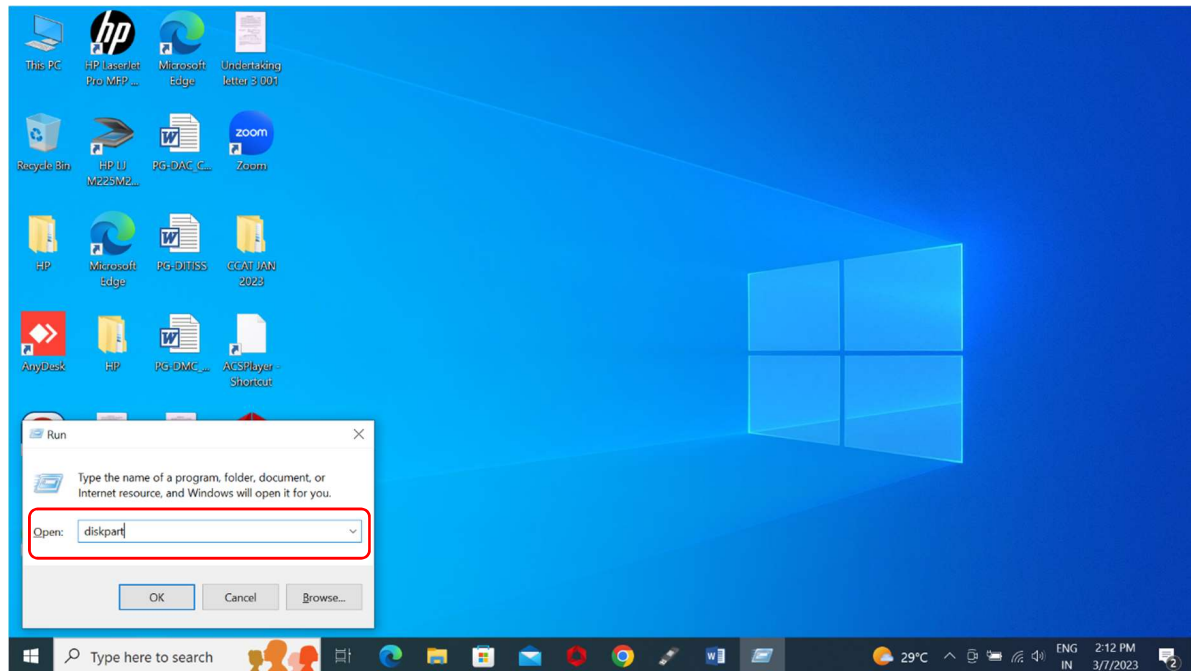 This PC
HP LaserJet
Pro MFP ...
Microsoft
Edge
Undertaking
letter 3 001
Recycle Bin
HP LJ
M225M2...
PG-DAC_C...
zoom
Zoom
HP
Microsoft
Edge
PG-DITISS
CCAT JAN
2023
AnyDesk
HP
PG-DMC_...
ACSPlayer -
Shortcut
Run
Type the name of a program, folder, document, or
Internet resource, and Windows will open it for you.
Open: diskpart
OK Cancel Browse...
Type here to search
29°C
ENG
IN
2:12 PM
3/7/2023
2